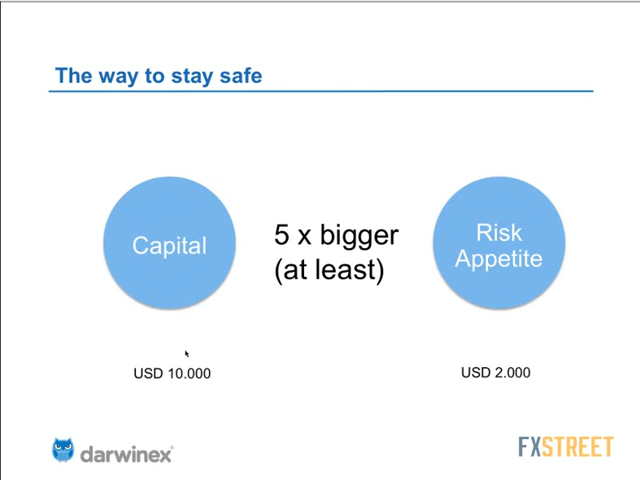 The way to stay safe
Capital
5 x bigger
(at least)
Risk
Appetite
USD 10.000
USD 2.000
darwinex
FXSTREET